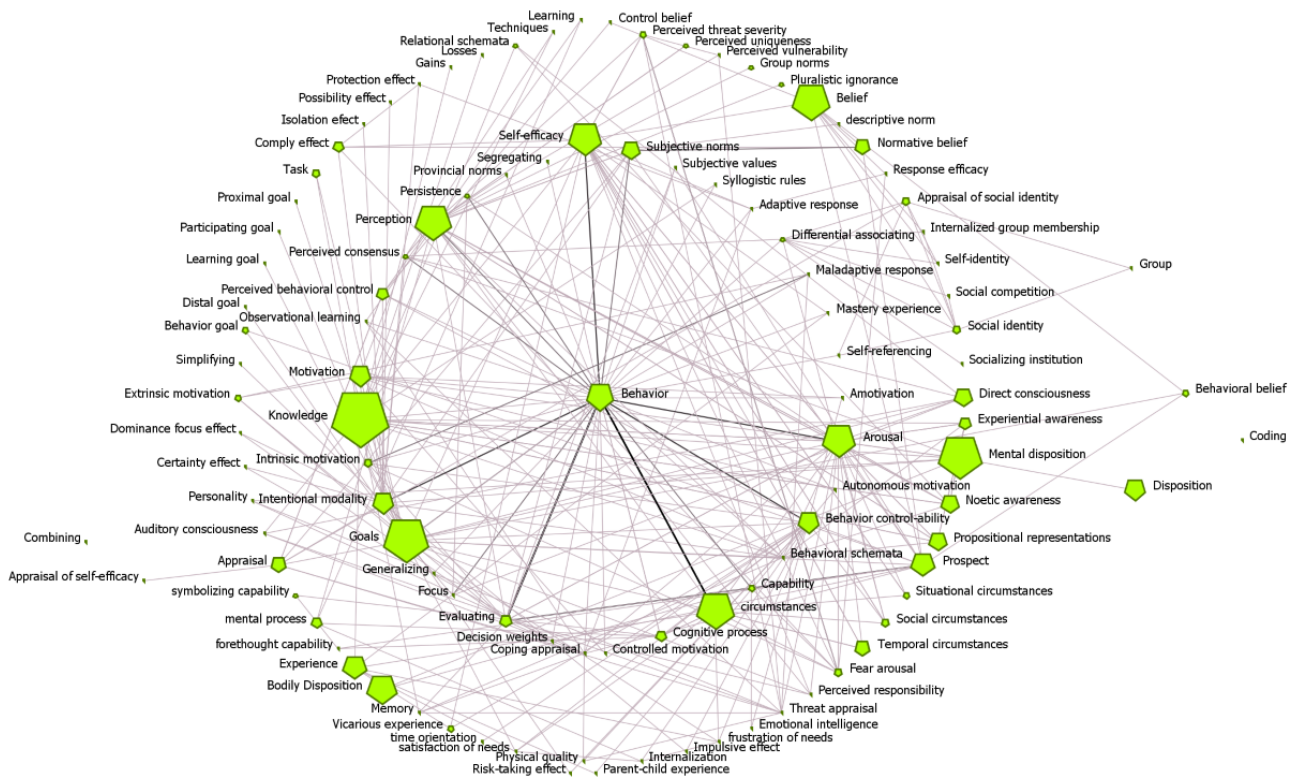 Learning
Control belief
Techniques
Perceived threat severity
Relational schemata
Perceived uniqueness
Losses
Perceived vulnerability
Gains
Group norms
Protection effect
Pluralistic ignorance
Possibility effect
Belief
Isolation efect
descriptive norm
Comply effect
Self-efficacy
Subjective norms
Normative belief
Task
Segregating
Subjective values
Response efficacy
Provincial norms
Syllogistic rules
Proximal goal
Persistence
Appraisal of social identity
Adaptive response
Perception
Participating goal
Internalized group membership
Differential associating
Perceived consensus
Learning goal
Self-identity
Group
Maladaptive response
Perceived behavioral control
Social competition
Distal goal
Observational learning
Mastery experience
Behavior goal
Social identity
Simplifying
Self-referencing
Socializing institution
Motivation
Extrinsic motivation
Behavior
Amotivation
Direct consciousness
Behavioral belief
Knowledge
Experiential awareness
Dominance focus effect
Arousal
Coding
Certainty effect
Intrinsic motivation
Mental disposition
Personality
Intentional modality
Autonomous motivation
Noetic awareness
Disposition
Auditory consciousness
Behavior control-ability
Combining
Goals
Propositional representations
Appraisal
Generalizing
Behavioral schemata
Prospect
Appraisal of self-efficacy
symbolizing capability
Focus
Capability
Situational circumstances
circumstances
mental process
Evaluating
Social circumstances
forethought capability
Decision weights
Cognitive process
Coping appraisal
Controlled motivation
Temporal circumstances
Experience
Fear arousal
Bodily Disposition
Perceived responsibility
Memory
Threat appraisal
Vicarious experience
Emotional intelligence
time orientation
frustration of needs
satisfaction of needs
Impulsive effect
Physical quality
Internalization
Risk-taking effect
Parent-child experience